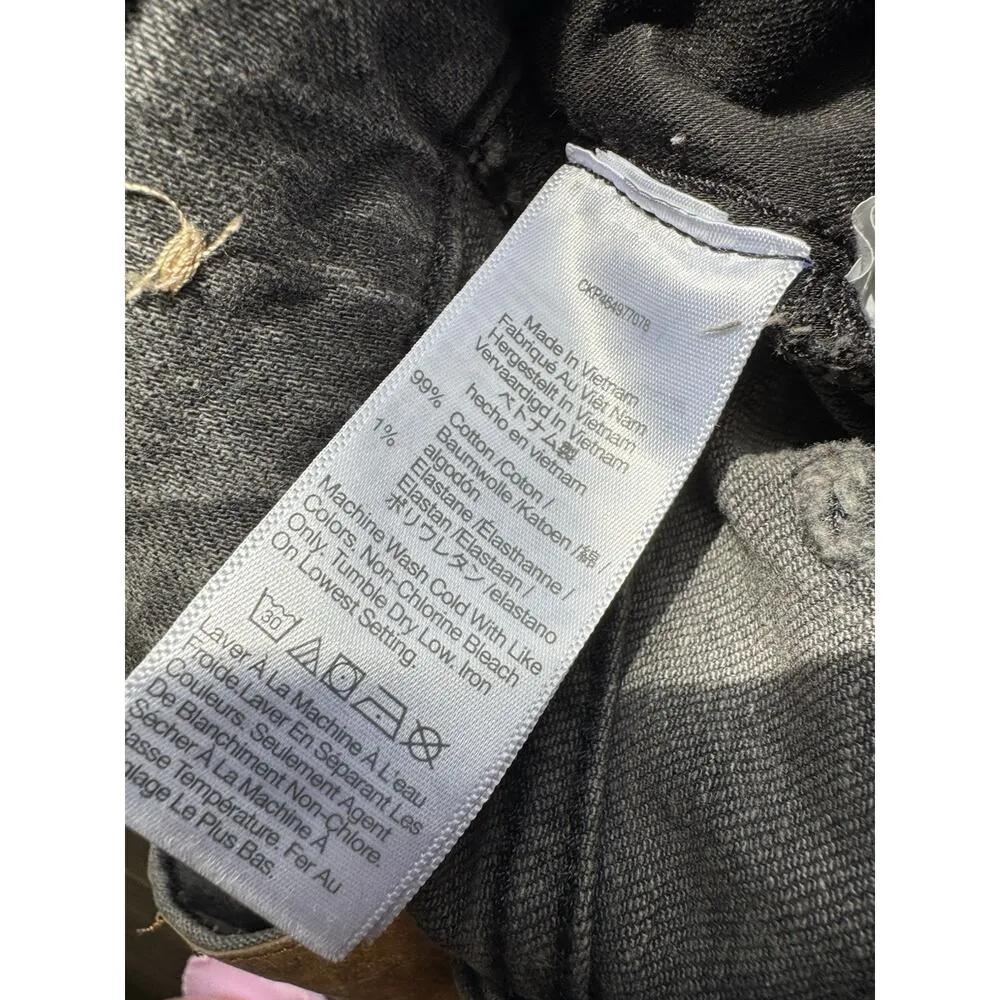 CKP484977078
Made In Vietnam
Fabriqué Au Viêt Nam
Hergestellt in Vietnam
Vervaardigd In Vietnam
ベトナム製
hecho en vietnam
99% Cotton /Coton /
Baumwolle /Katoen /綿 /
algodón
1% Elastane /Élasthanne /
Elastan /Elastaan /
ポリウレタン /elastano
Machine Wash Cold With Like
Colors. Non-Chlorine Bleach
Only. Tumble Dry Low. Iron
On Lowest Setting.
30
Laver À La Machine À L'eau
Froide.Laver En Séparant Les
Couleurs. Seulement Agent
De Blanchiment Non-Chlore.
Sécher À La Machine À
Basse Température. Fer Au
Le Plus Bas.